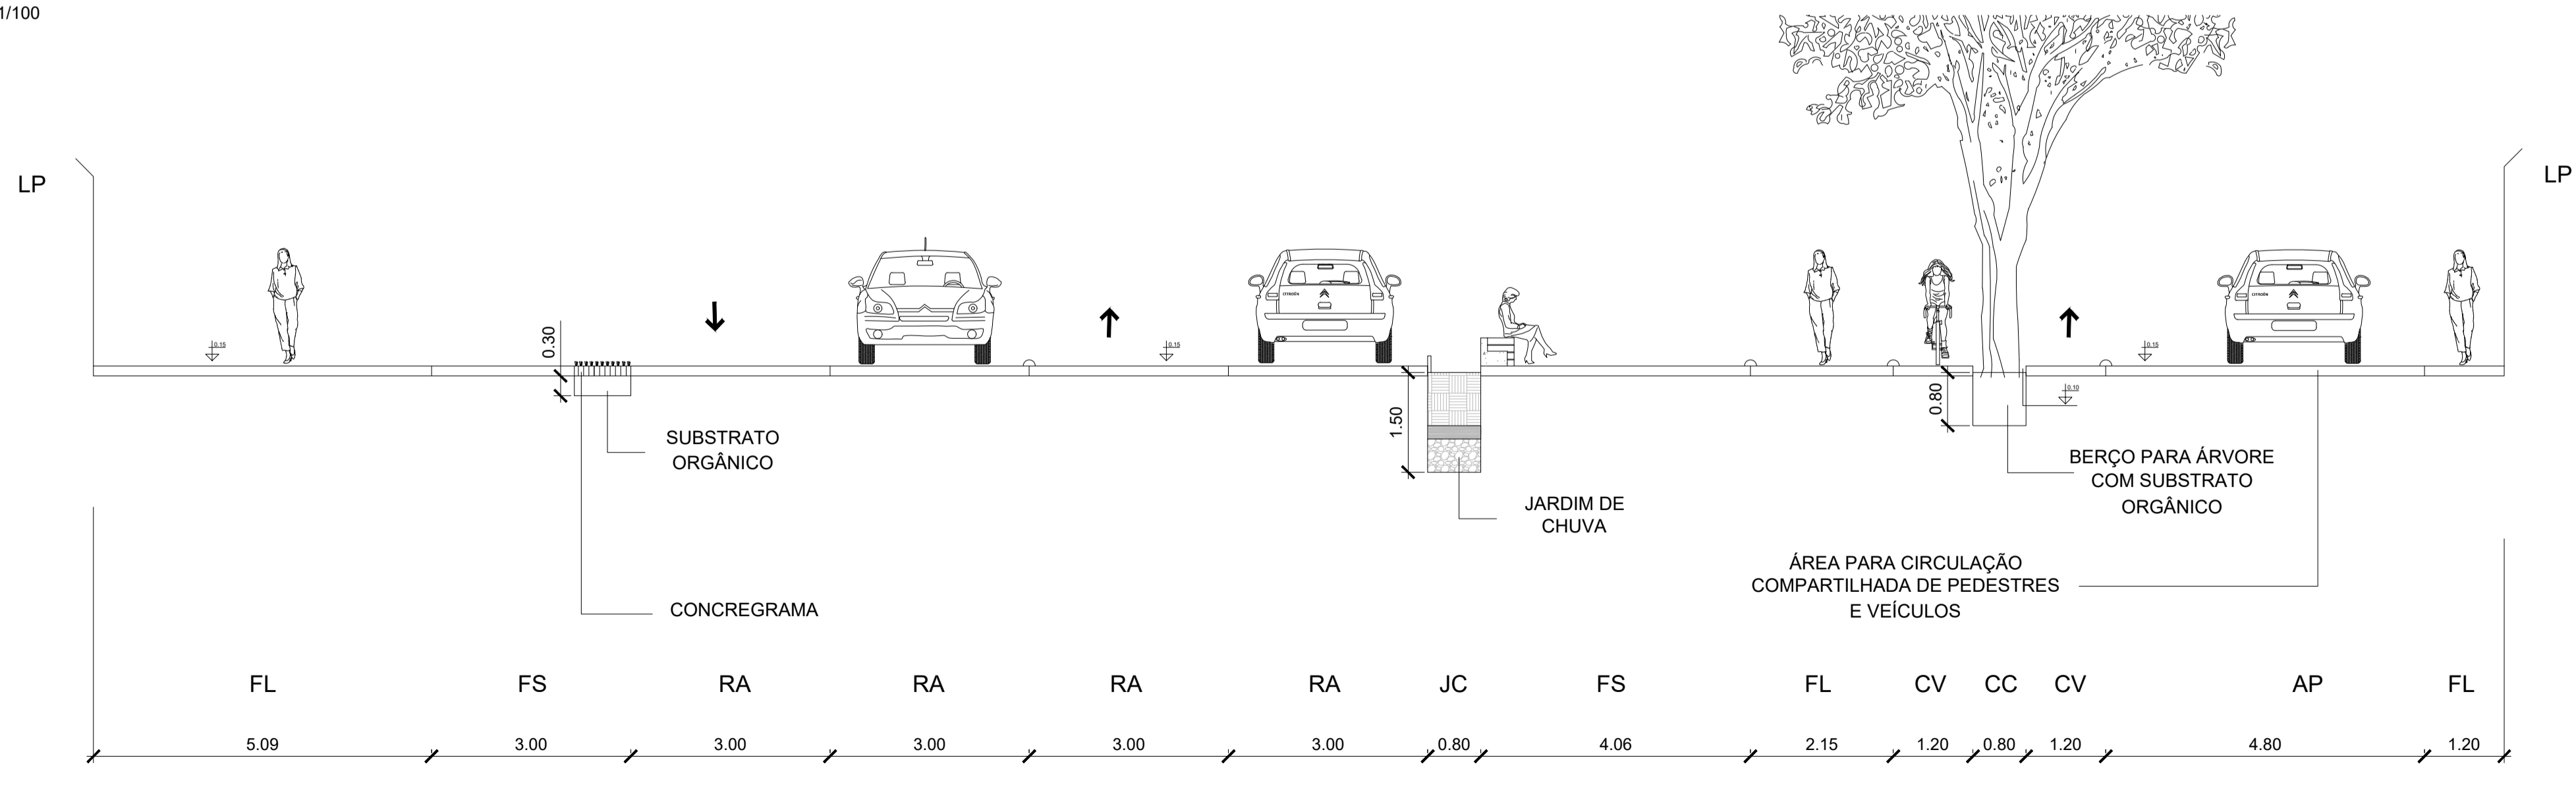 1/100
LP
LP
CITROËN
CITROËN
0.15
0.30
0.15
0.15
0.10
1.50
0.80
SUBSTRATO
ORGÂNICO
BERÇO PARA ÁRVORE
COM SUBSTRATO
ORGÂNICO
JARDIM DE
CHUVA
ÁREA PARA CIRCULAÇÃO
COMPARTILHADA DE PEDESTRES
E VEÍCULOS
CONCREGRAMA
FL FS RA RA RA RA JC FS FL CV CC CV AP FL
5.09 3.00 3.00 3.00 3.00 3.00 0.80 4.06 2.15 1.20 0.80 1.20 4.80 1.20